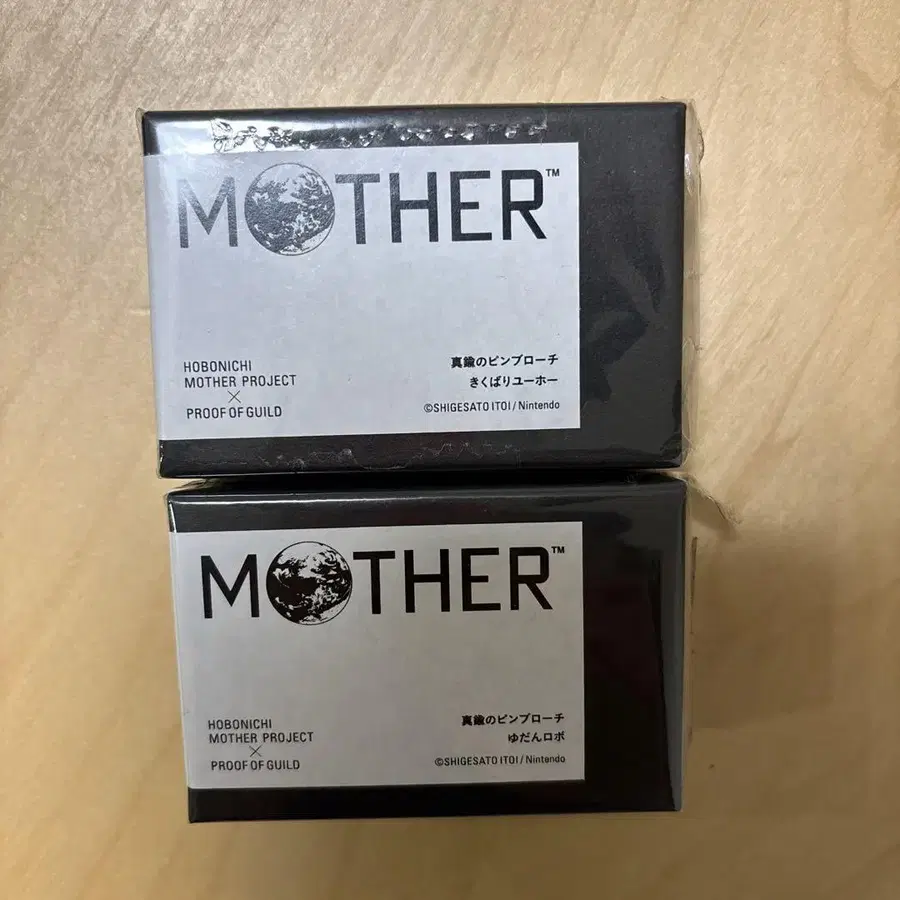 MOTHER™
HOBONICHI
MOTHER PROJECT
×
PROOF OF GUILD
真鍮のピンブローチ
きくばりユーホー
©SHIGESATO ITOI / Nintendo
MOTHER™
HOBONICHI
MOTHER PROJECT
×
PROOF OF GUILD
真鍮のピンブローチ
ゆだんロボ
©SHIGESATO ITOI / Nintendo